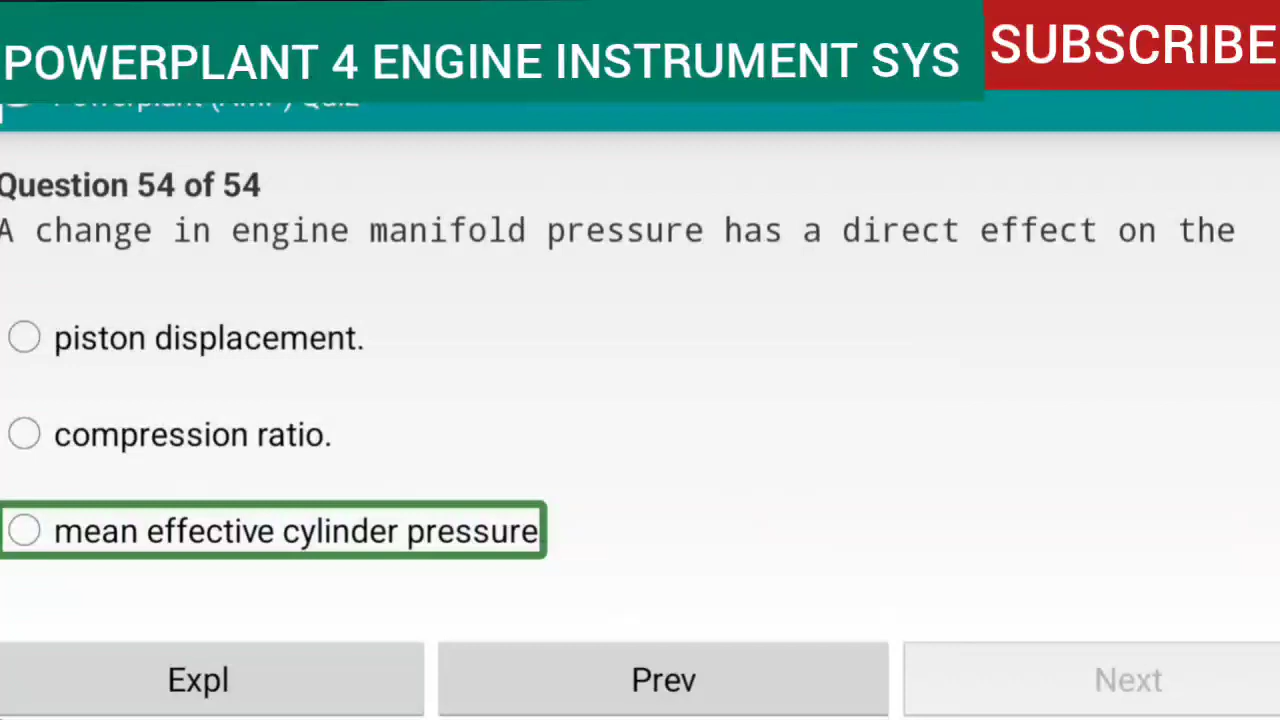 POWERPLANT 4 ENGINE INSTRUMENT SYS
SUBSCRIBE
Question 54 of 54
A change in engine manifold pressure has a direct effect on the
piston displacement.
compression ratio.
mean effective cylinder pressure
Expl
Prev
Next